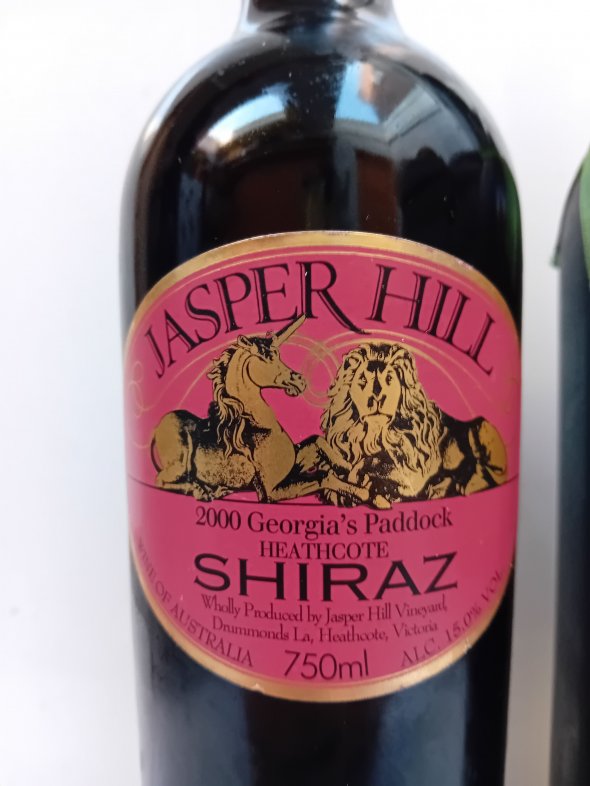 JASPER HILL
2000 Georgia's Paddock
HEATHCOTE
SHIRAZ
Wholly Produced by Jasper Hill Vineyard,
Drummonds La, Heathcote, Victoria
WINE OF AUSTRALIA
750ml
ALC. 15.0% VOL